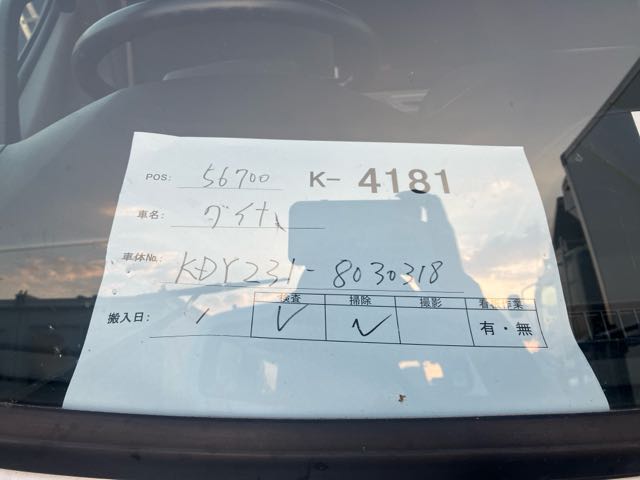 POS: 56700 K- 4181
車名: ダイナ
車体No.: KDY231-8030318
検査 掃除 撮影
搬入日: / ✓ ✓ 有・無